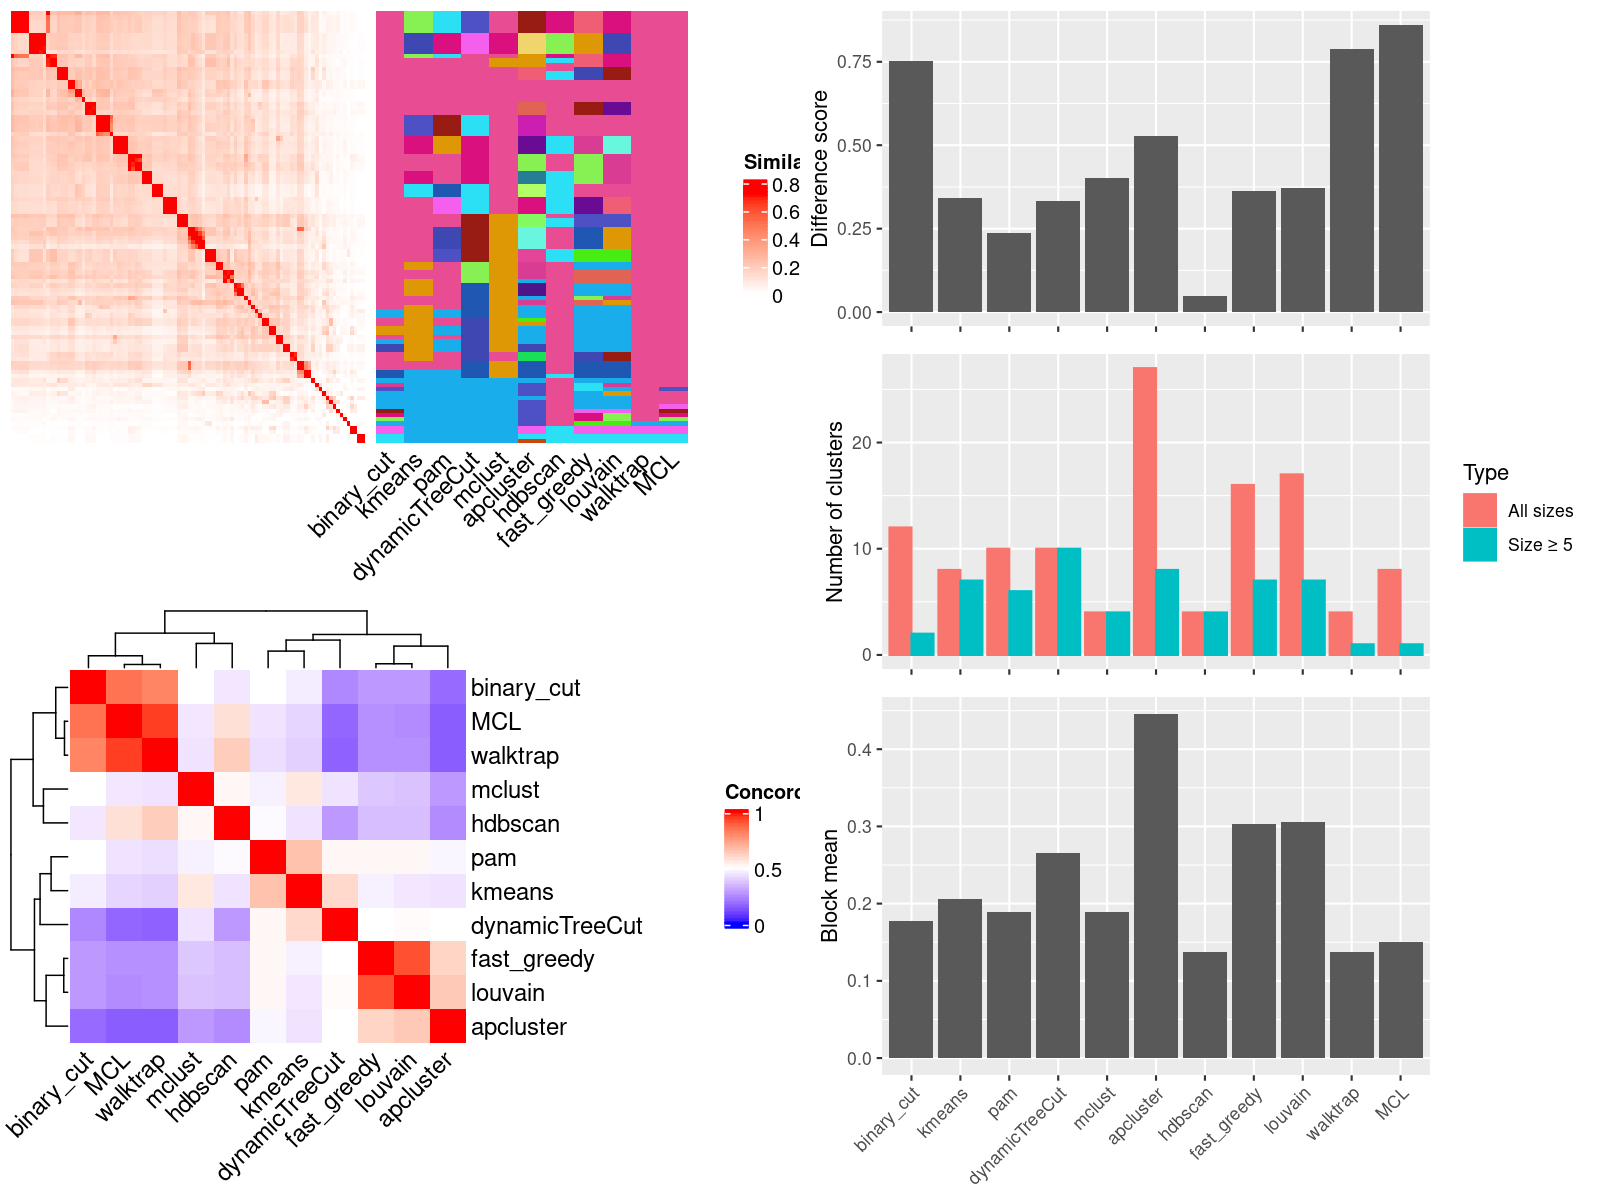 Simila
0.8
0.6
0.4
0.2
0
binary_cut
kmeans
pam
dynamicTreeCut
mclust
apcluster
hdbscan
fast_greedy
louvain
walktrap
MCL
binary_cut
MCL
walktrap
mclust
hdbscan
pam
kmeans
dynamicTreeCut
fast_greedy
louvain
apcluster
Concord
1
0.5
0
binary_cut
MCL
walktrap
mclust
hdbscan
pam
kmeans
dynamicTreeCut
fast_greedy
louvain
apcluster
Difference score
0.75
0.50
0.25
0.00
Number of clusters
20
10
0
Type
All sizes
Size ≥ 5
Block mean
0.4
0.3
0.2
0.1
0.0
binary_cut
kmeans
pam
dynamicTreeCut
mclust
apcluster
hdbscan
fast_greedy
louvain
walktrap
MCL